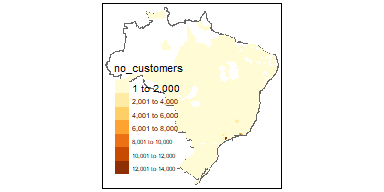 no_customers
1 to 2,000
2,001 to 4,000
4,001 to 6,000
6,001 to 8,000
8,001 to 10,000
10,001 to 12,000
12,001 to 14,000